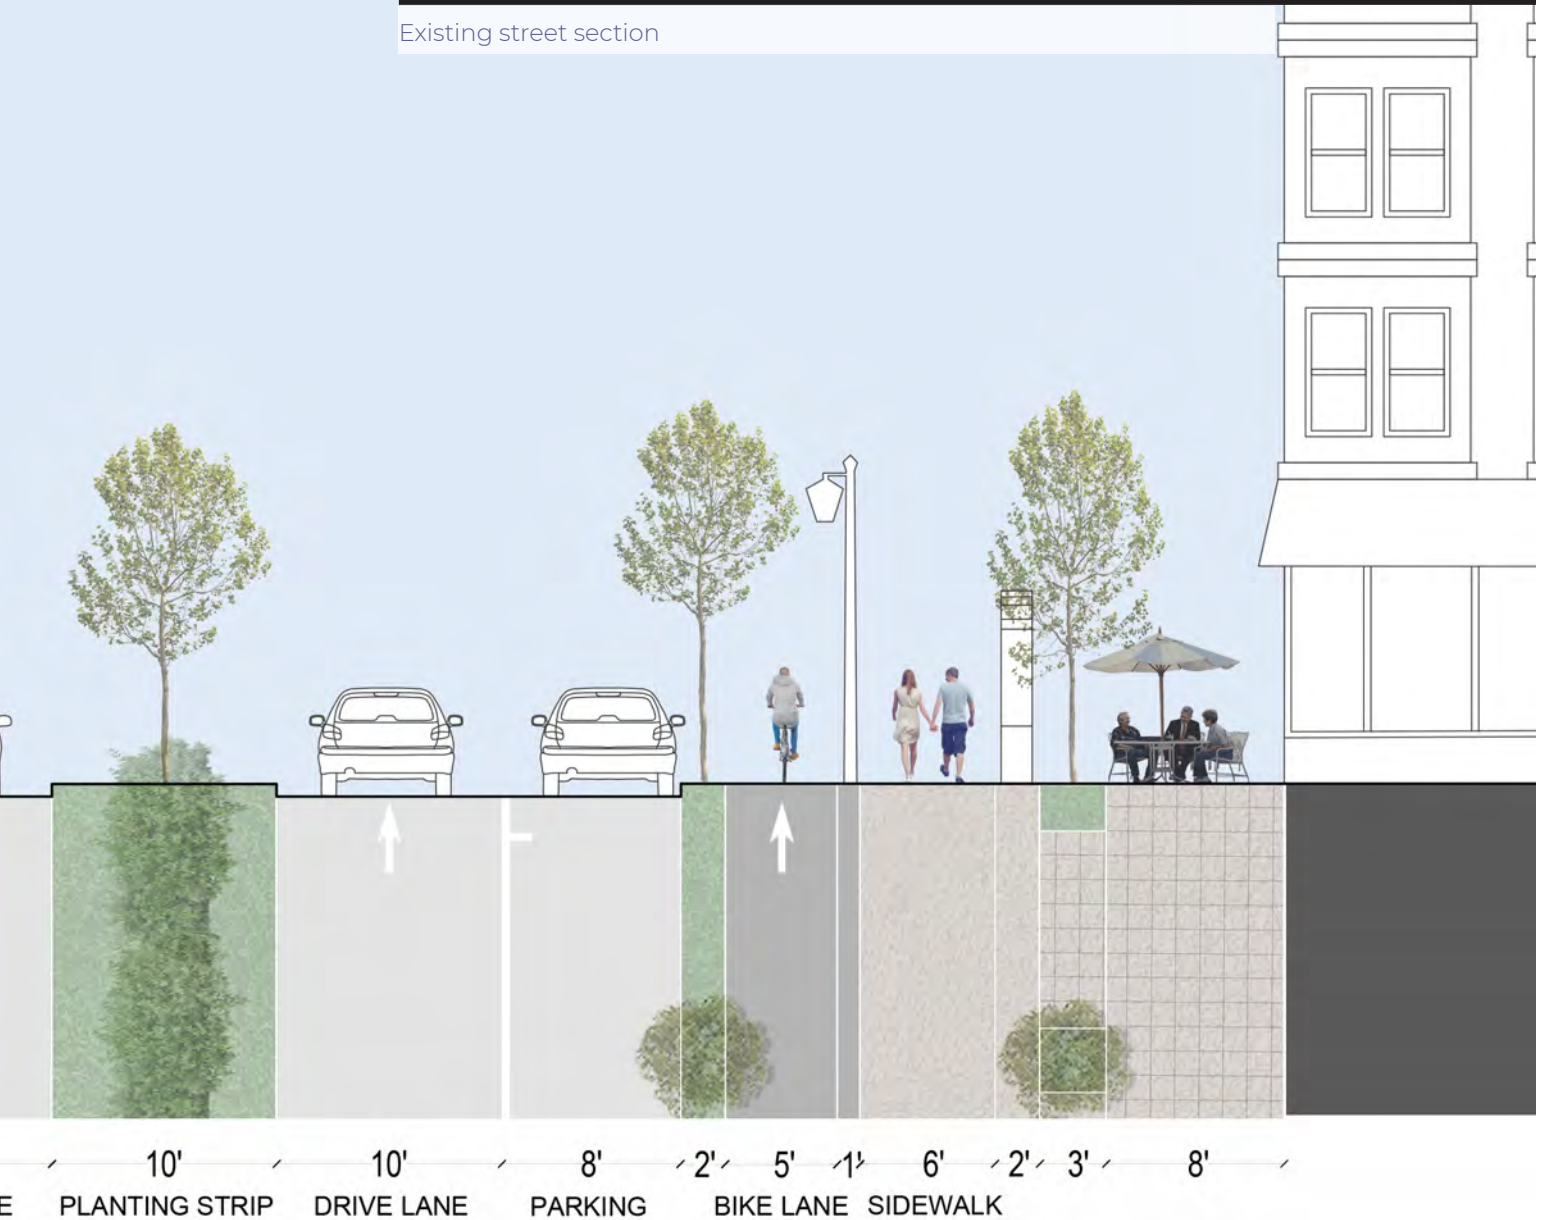 Existing street section
10' 10' 8' 2' 5' 1' 6' 2' 3' 8'
E PLANTING STRIP DRIVE LANE PARKING BIKE LANE SIDEWALK